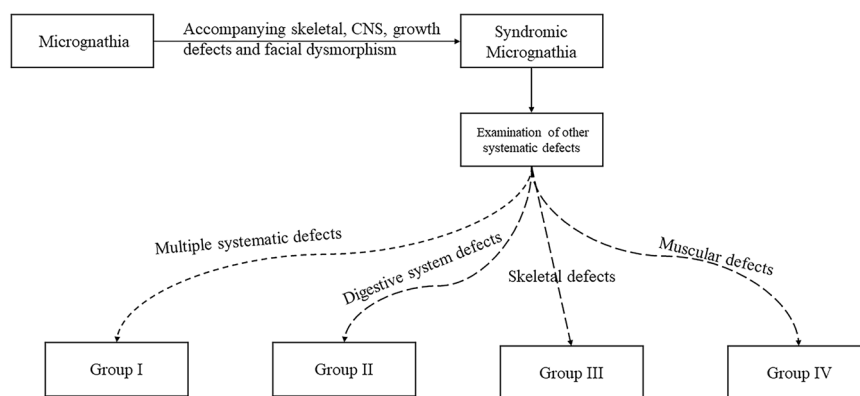 Micrognathia
Accompanying skeletal, CNS, growth
defects and facial dysmorphism
Syndromic
Micrognathia
Examination of other
systematic defects
Multiple systematic defects
Digestive system defects
Skeletal defects
Muscular defects
Group I
Group II
Group III
Group IV